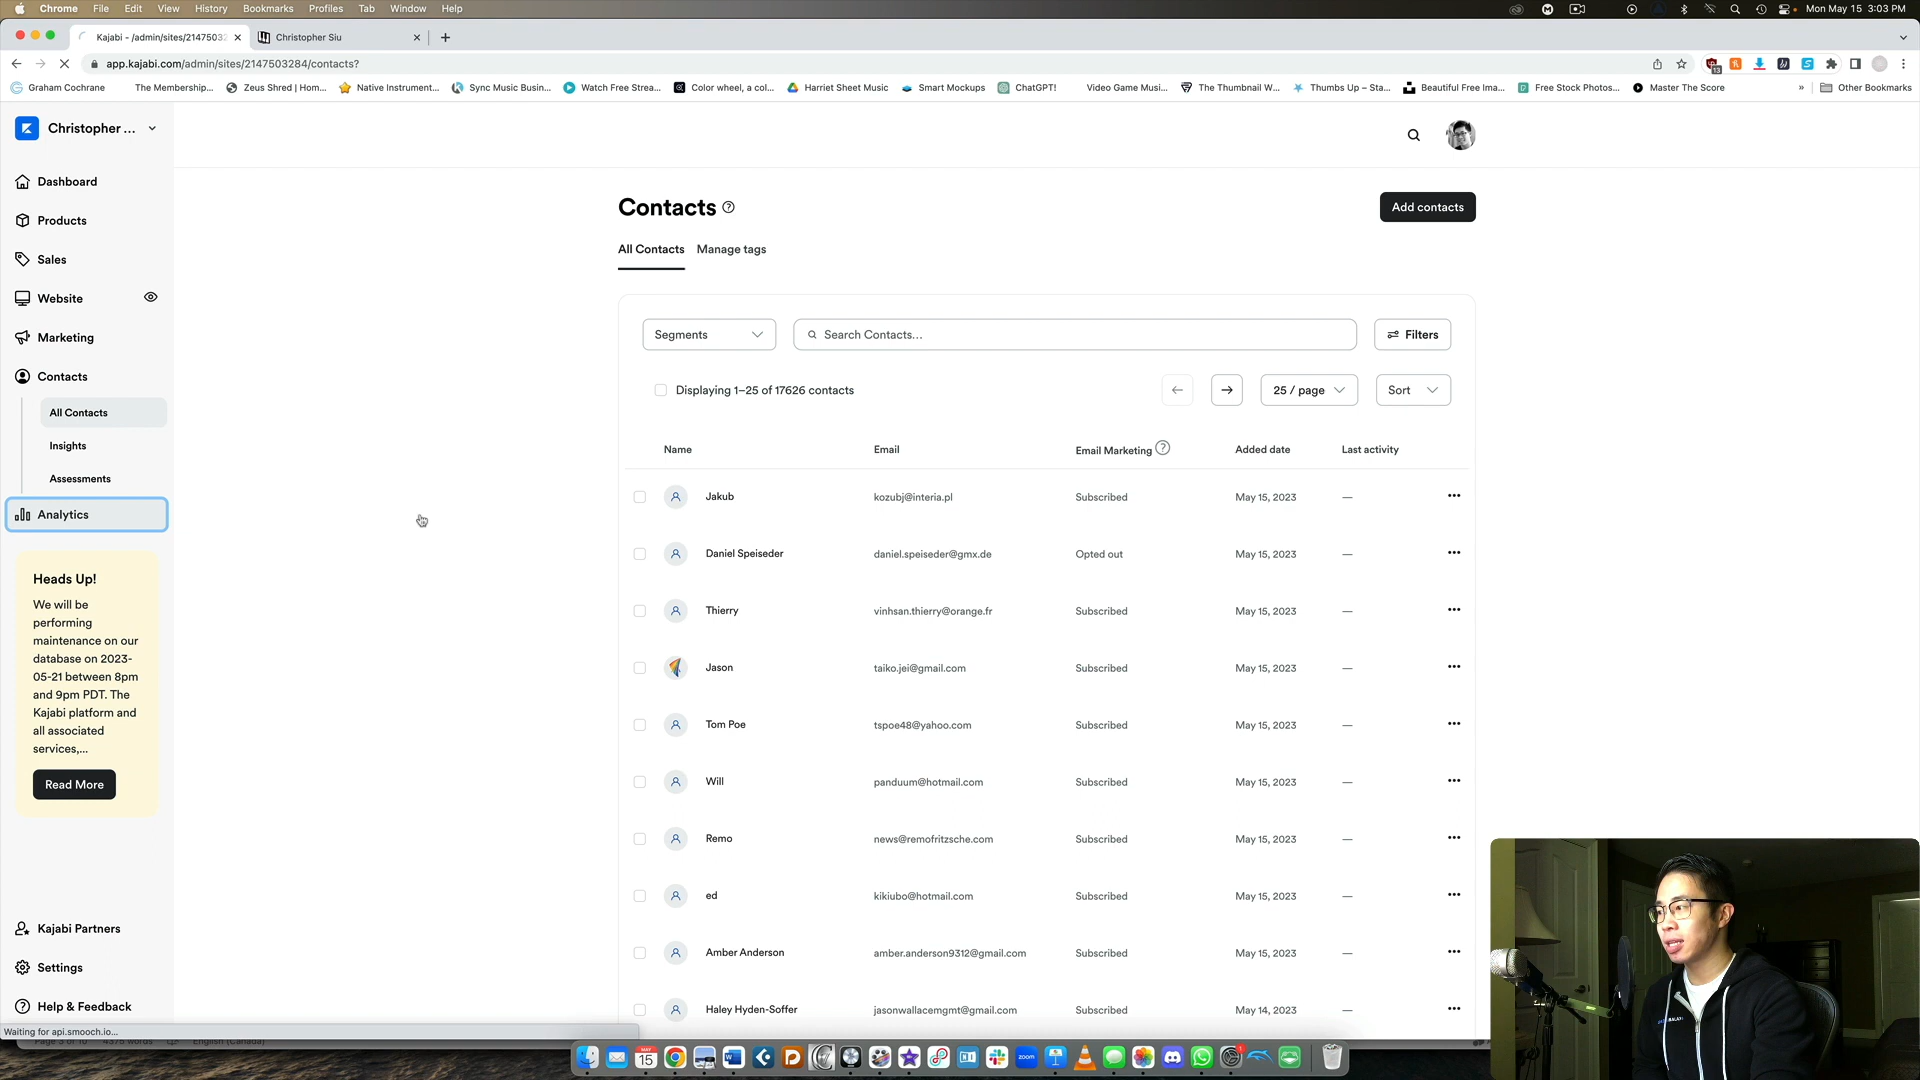 Chrome File Edit View History Bookmarks Profiles Tab Window Help
Mon May 15 3:03 PM
Kajabi - /admin/sites/21475032
Christopher Siu
app.kajabi.com/admin/sites/2147503284/contacts?
Graham Cochrane
The Membership...
Zeus Shred | Hom...
Native Instrument...
Sync Music Busin...
Watch Free Strea...
Color wheel, a col...
Harriet Sheet Music
Smart Mockups
ChatGPT!
Video Game Musi...
The Thumbnail W...
Thumbs Up – Sta...
Beautiful Free Ima...
Free Stock Photos...
Master The Score
»
Other Bookmarks
Christopher ...
Dashboard
Products
Sales
Website
Marketing
Contacts
All Contacts
Insights
Assessments
Analytics
Heads Up!
We will be
performing
maintenance on our
database on 2023-
05-21 between 8pm
and 9pm PDT. The
Kajabi platform and
all associated
services,...
Read More
Kajabi Partners
Settings
Help & Feedback
Contacts
Add contacts
All Contacts Manage tags
Segments
Search Contacts...
Filters
Displaying 1–25 of 17626 contacts
25 / page
Sort
Name Email Email Marketing Added date Last activity
Jakub kozubj@interia.pl Subscribed May 15, 2023 —
Daniel Speiseder daniel.speiseder@gmx.de Opted out May 15, 2023 —
Thierry vinhsan.thierry@orange.fr Subscribed May 15, 2023 —
Jason taiko.jei@gmail.com Subscribed May 15, 2023 —
Tom Poe tspoe48@yahoo.com Subscribed May 15, 2023 —
Will panduum@hotmail.com Subscribed May 15, 2023 —
Remo news@remofritzsche.com Subscribed May 15, 2023 —
ed kikiubo@hotmail.com Subscribed May 15, 2023 —
Amber Anderson amber.anderson9312@gmail.com Subscribed May 15, 2023 —
Haley Hyden-Soffer jasonwallacemgmt@gmail.com Subscribed May 14, 2023 —
Waiting for api.smooch.io...
Page 3 of 10 4375 words English (Canada)
MAY
15
zoom